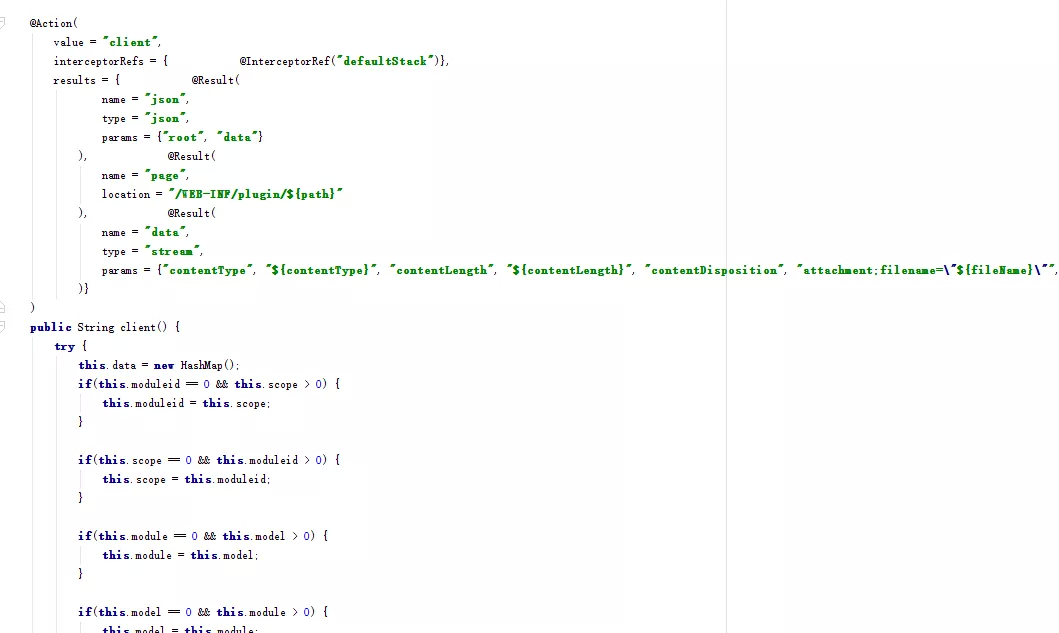 @Action(
value = "client",
interceptorRefs = { @InterceptorRef("defaultStack")},
results = { @Result(
name = "json",
type = "json",
params = {"root", "data"}
), @Result(
name = "page",
location = "/WEB-INF/plugin/${path}"
), @Result(
name = "data",
type = "stream",
params = {"contentType", "${contentType}", "contentLength", "${contentLength}", "contentDisposition", "attachment;filename=\"${fileName}\"",
)}
)
public String client() {
try {
this.data = new HashMap();
if(this.moduleid == 0 && this.scope > 0) {
this.moduleid = this.scope;
}
if(this.scope == 0 && this.moduleid > 0) {
this.scope = this.moduleid;
}
if(this.module == 0 && this.model > 0) {
this.module = this.model;
}
if(this.model == 0 && this.module > 0) {
this.model = this.module;